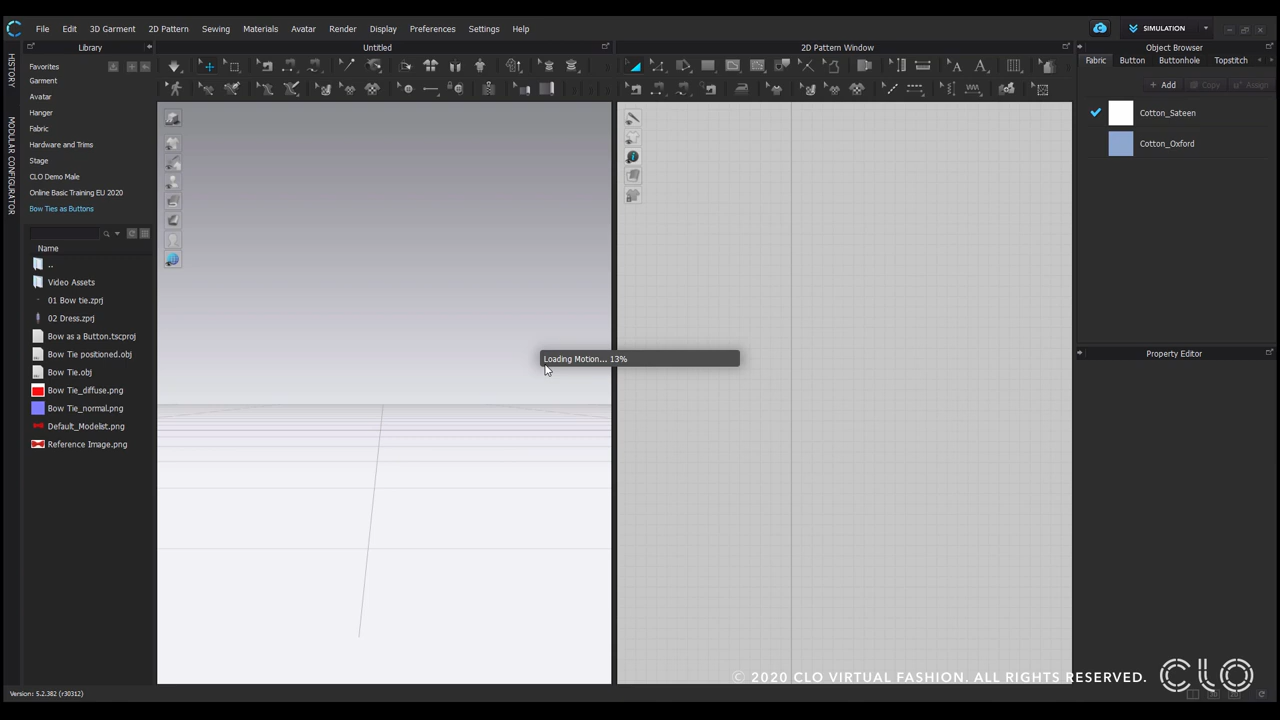 File Edit 3D Garment 2D Pattern Sewing Materials Avatar Render Display Preferences Settings Help SIMULATION
Library Untitled 2D Pattern Window Object Browser
HISTORY
MODULAR CONFIGURATOR
Favorites
Garment
Avatar
Hanger
Fabric
Hardware and Trims
Stage
CLO Demo Male
Online Basic Training EU 2020
Bow Ties as Buttons
Name
..
Video Assets
01 Bow tie.zprj
02 Dress.zprj
Bow as a Button.tscproj
Bow Tie positioned.obj
Bow Tie.obj
Bow Tie_diffuse.png
Bow Tie_normal.png
Default_Modelist.png
Reference Image.png
Loading Motion... 13%
Fabric Button Buttonhole Topstitch
+ Add Copy Assign
Cotton_Sateen
Cotton_Oxford
Property Editor
© 2020 CLO VIRTUAL FASHION. ALL RIGHTS RESERVED. CLO
Version: 5.2.382 (r30312)